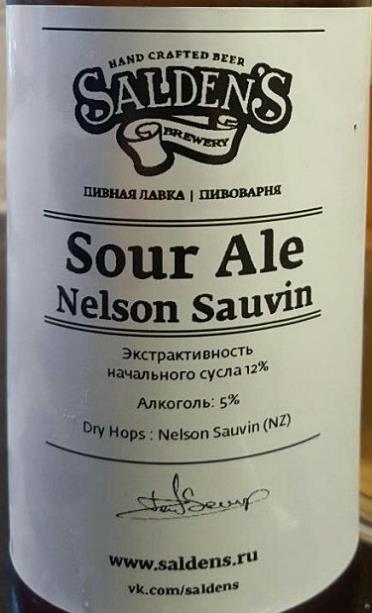 HAND CRAFTED BEER
SALDEN'S
BREWERY
ПИВНАЯ ЛАВКА | ПИВОВАРНЯ
Sour Ale
Nelson Sauvin
Экстрактивность
начального сусла 12%
Алкоголь: 5%
Dry Hops : Nelson Sauvin (NZ)
www.saldens.ru
vk.com/saldens